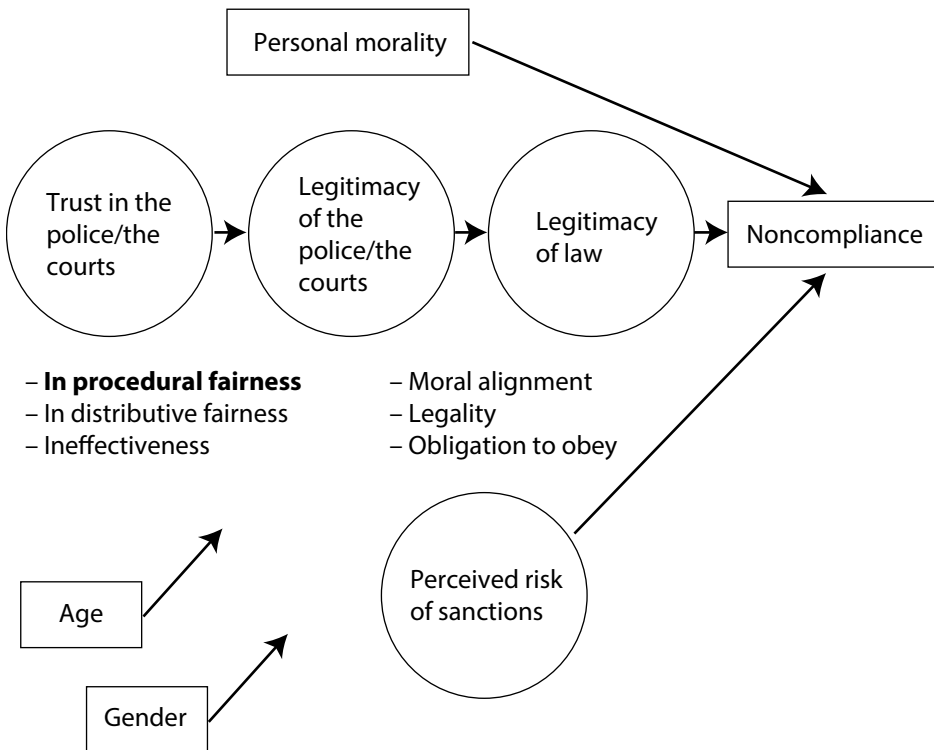 Personal morality
Trust in the
police/the
courts
Legitimacy
of the
police/the
courts
Legitimacy
of law
Noncompliance
– In procedural fairness
– In distributive fairness
– Ineffectiveness
– Moral alignment
– Legality
– Obligation to obey
Perceived risk
of sanctions
Age
Gender